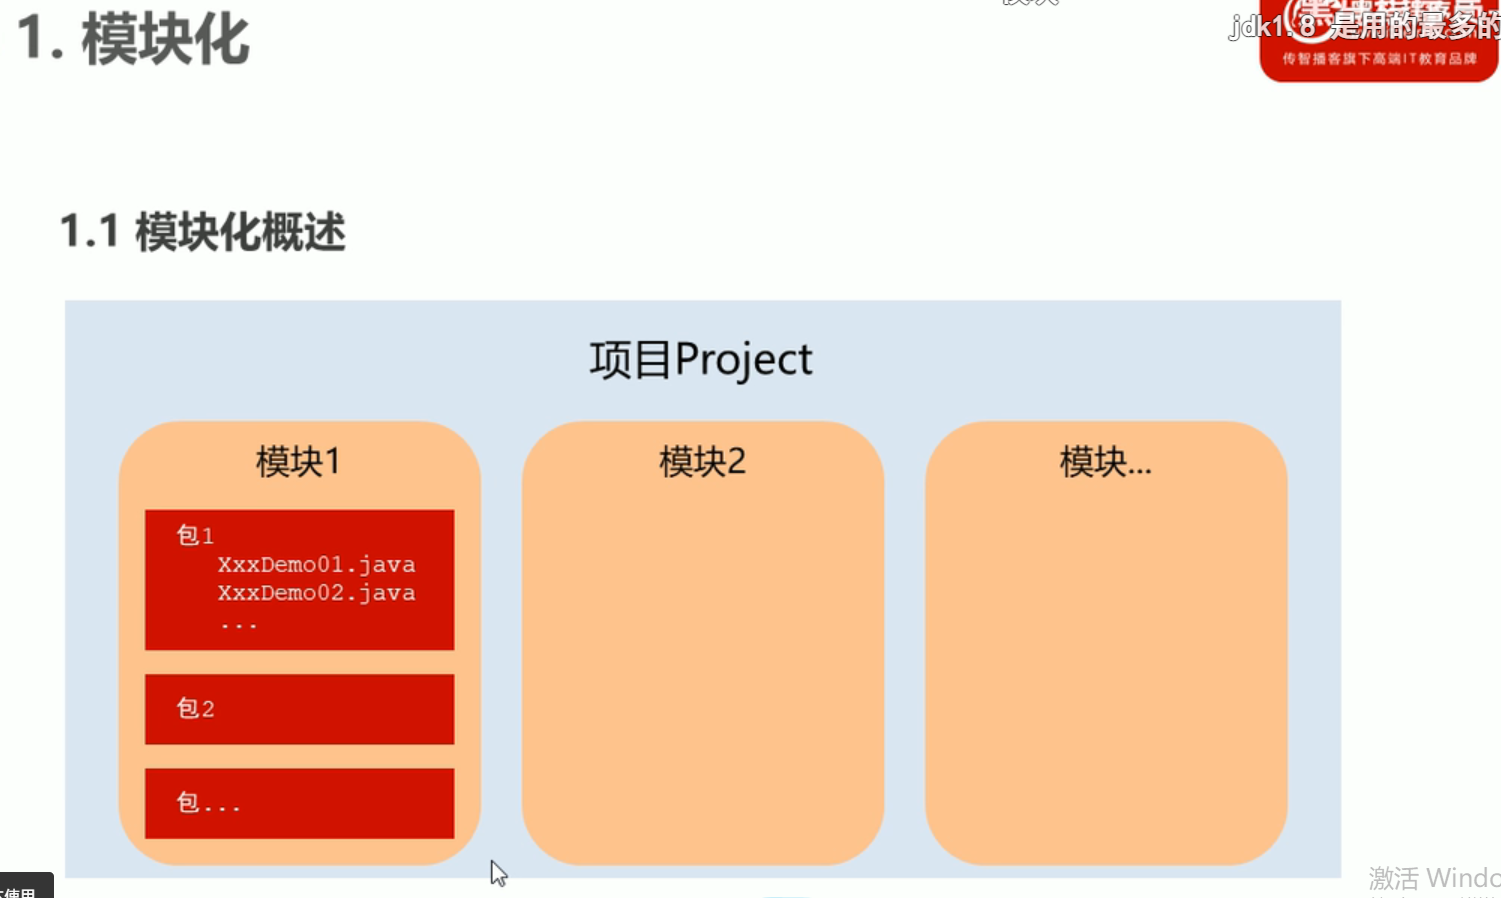 1. 模块化
jdk1.8 是用的最多的
传智播客旗下高端IT教育品牌
1.1 模块化概述
项目Project
模块1
包1
XxxDemo01.java
XxxDemo02.java
...
包2
包...
模块2
模块...
使用
激活 Windo